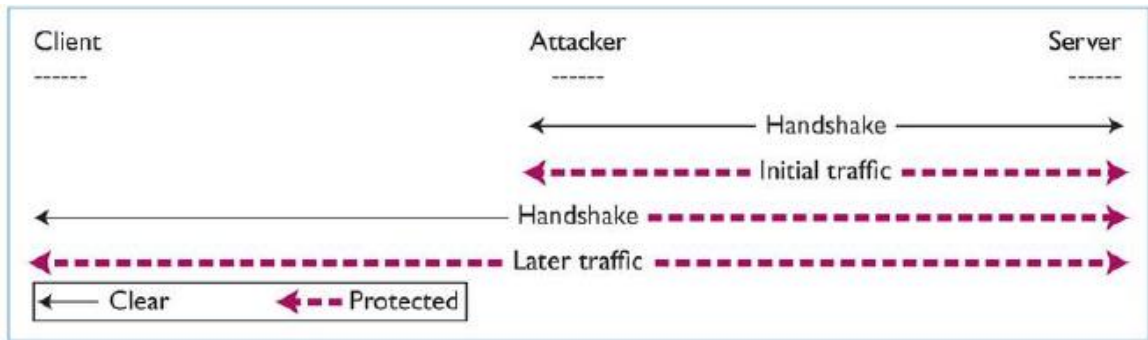 Client Attacker Server
------ ------ ------
Handshake
Initial traffic
Handshake
Later traffic
Clear Protected